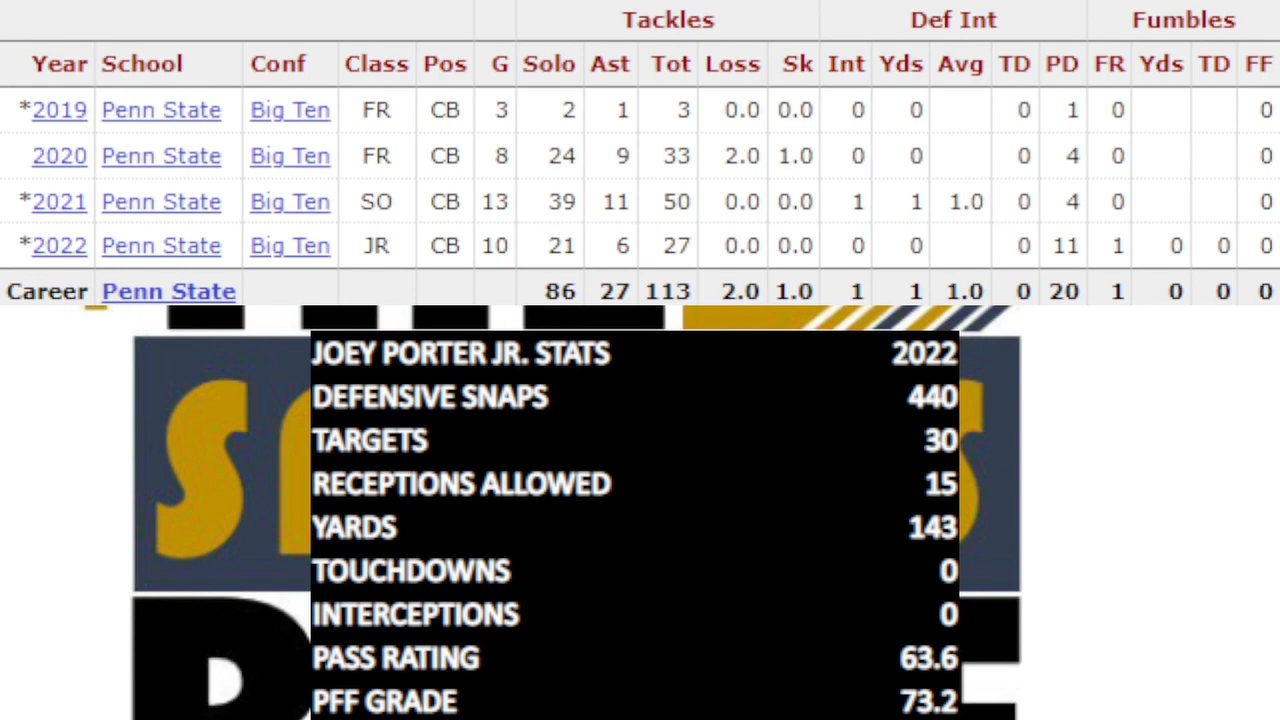 Tackles Def Int Fumbles
Year School Conf Class Pos G Solo Ast Tot Loss Sk Int Yds Avg TD PD FR Yds TD FF
*2019 Penn State Big Ten FR CB 3 2 1 3 0.0 0.0 0 0 0 1 0 0
2020 Penn State Big Ten FR CB 8 24 9 33 2.0 1.0 0 0 0 4 0 0
*2021 Penn State Big Ten SO CB 13 39 11 50 0.0 0.0 1 1 1.0 0 4 0 0
*2022 Penn State Big Ten JR CB 10 21 6 27 0.0 0.0 0 0 0 11 1 0 0 0
Career Penn State 86 27 113 2.0 1.0 1 1 1.0 0 20 1 0 0 0
JOEY PORTER JR. STATS 2022
DEFENSIVE SNAPS 440
TARGETS 30
RECEPTIONS ALLOWED 15
YARDS 143
TOUCHDOWNS 0
INTERCEPTIONS 0
PASS RATING 63.6
PFF GRADE 73.2